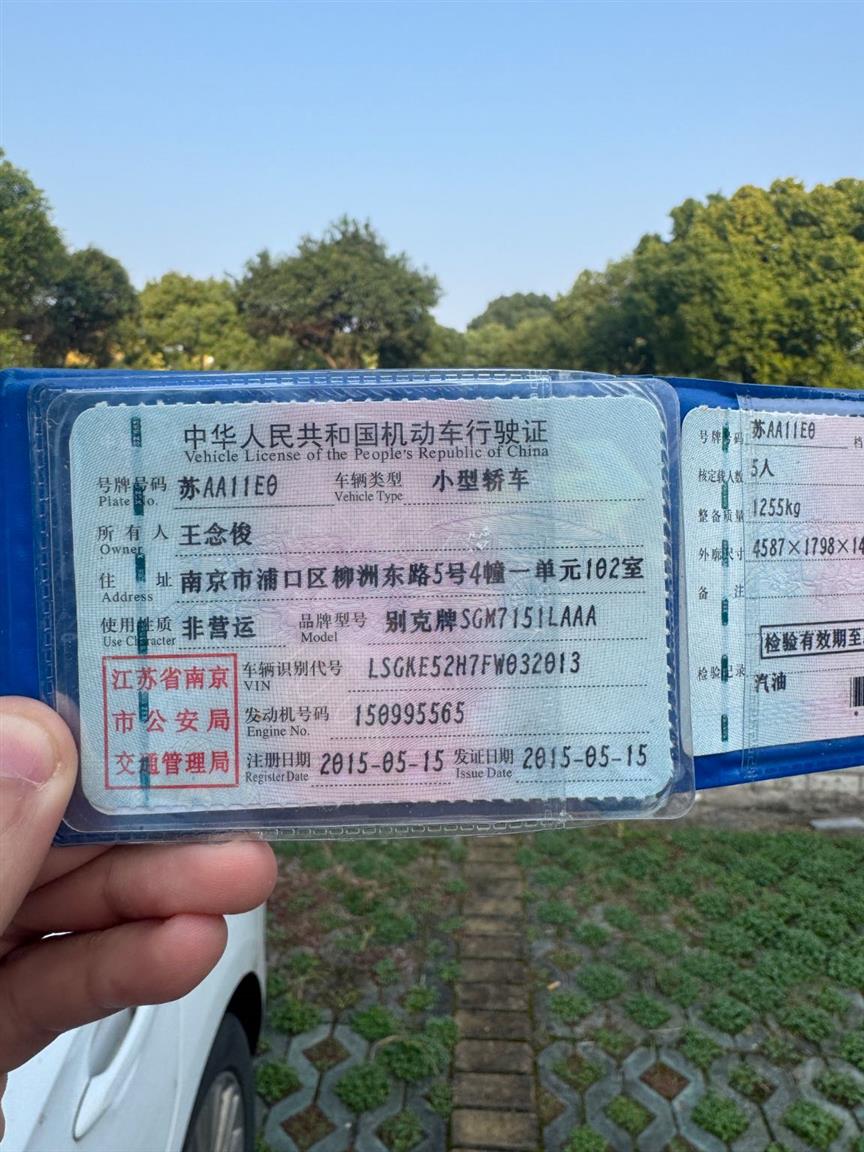 中华人民共和国机动车行驶证
Vehicle License of the People's Republic of China
号牌号码 苏AA11E0 车辆类型 小型轿车
Plate No. Vehicle Type
所有人 王念俊
Owner
住址 南京市浦口区柳洲东路5号4幢一单元102室
Address
使用性质 非营运 品牌型号 别克牌SGM7151LAAA
Use Character Model
江苏省南京
市公安局
交通管理局
车辆识别代号 LSGKE52H7FW032013
VIN
发动机号码 150995565
Engine No.
注册日期 2015-05-15 发证日期 2015-05-15
Register Date Issue Date
号牌号码 苏AA11E0 档
核定载人数 5人
整备质量 1255kg
外廓尺寸 4587×1798×14
备注
检验有效期至
检验记录
汽油